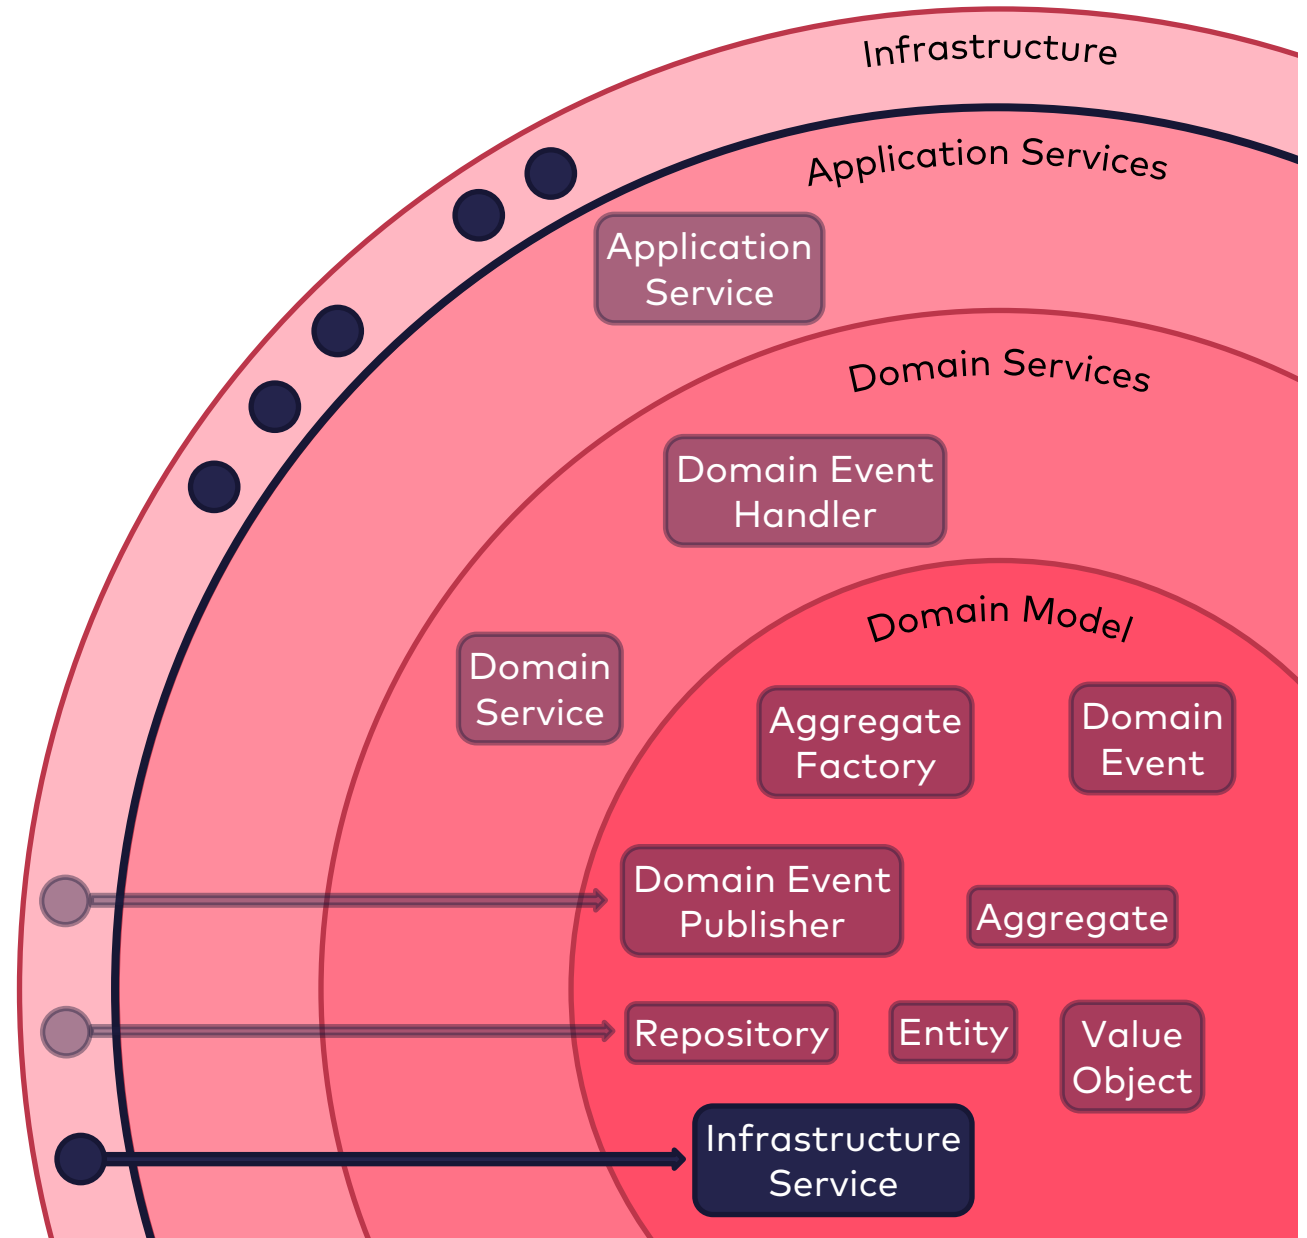 Infrastructure
Application Services
Application
Service
Domain Services
Domain Event
Handler
Domain Model
Domain
Service
Aggregate
Factory
Domain
Event
Domain Event
Publisher
Aggregate
Repository
Entity
Value
Object
Infrastructure
Service